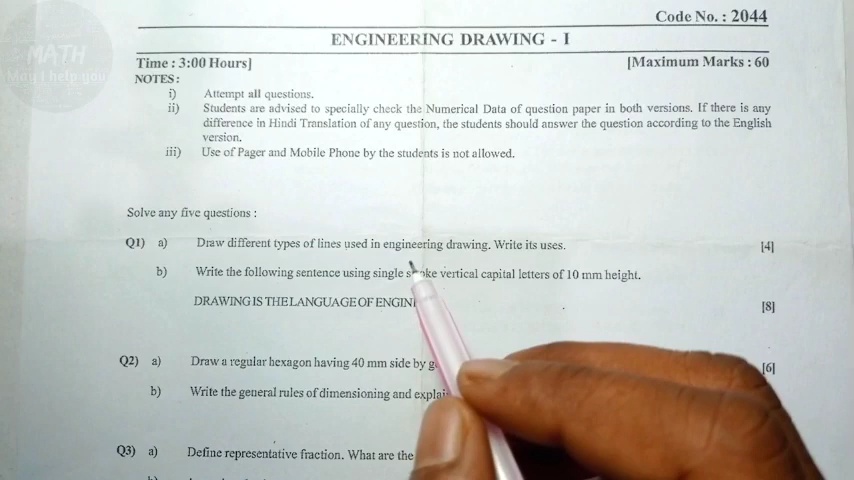 MATH
May I help you
Code No. : 2044
ENGINEERING DRAWING - I
Time : 3:00 Hours] [Maximum Marks : 60
NOTES :
i) Attempt all questions.
ii) Students are advised to specially check the Numerical Data of question paper in both versions. If there is any
difference in Hindi Translation of any question, the students should answer the question according to the English
version.
iii) Use of Pager and Mobile Phone by the students is not allowed.
Solve any five questions :
Q1) a) Draw different types of lines used in engineering drawing. Write its uses. [4]
b) Write the following sentence using single vertical capital letters of 10 mm height.
DRAWING IS THE LANGUAGE OF [8]
Q2) a) Draw a regular hexagon having 40 mm side by [6]
b) Write the general rules of dimensioning and
Q3) a) Define representative fraction. What are the